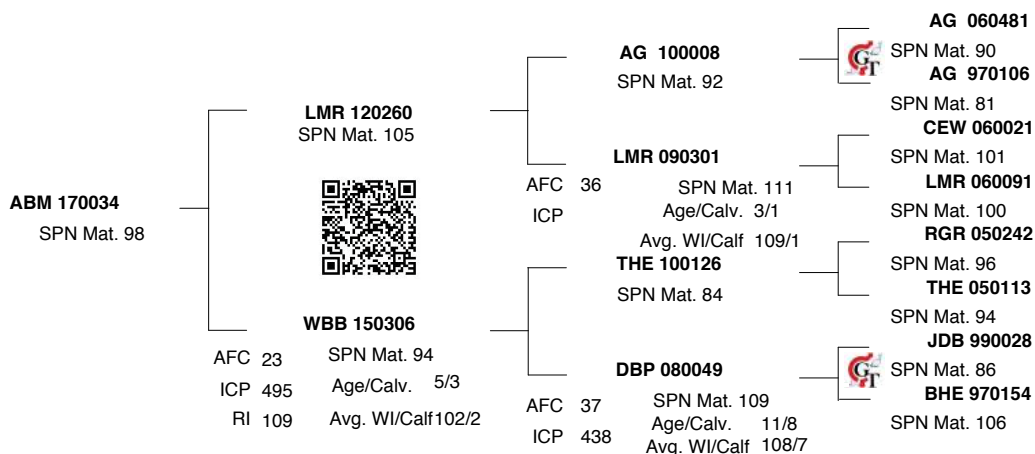 ABM 170034
SPN Mat. 98
LMR 120260
SPN Mat. 105
WBB 150306
AFC 23 SPN Mat. 94
ICP 495 Age/Calv. 5/3
RI 109 Avg. WI/Calf102/2
AG 100008
SPN Mat. 92
LMR 090301
AFC 36 SPN Mat. 111
ICP Age/Calv. 3/1
Avg. WI/Calf 109/1
THE 100126
SPN Mat. 84
DBP 080049
AFC 37 SPN Mat. 109
ICP 438 Age/Calv. 11/8
Avg. WI/Calf 108/7
AG 060481
GT SPN Mat. 90
AG 970106
SPN Mat. 81
CEW 060021
SPN Mat. 101
LMR 060091
SPN Mat. 100
RGR 050242
SPN Mat. 96
THE 050113
SPN Mat. 94
JDB 990028
GT SPN Mat. 86
BHE 970154
SPN Mat. 106